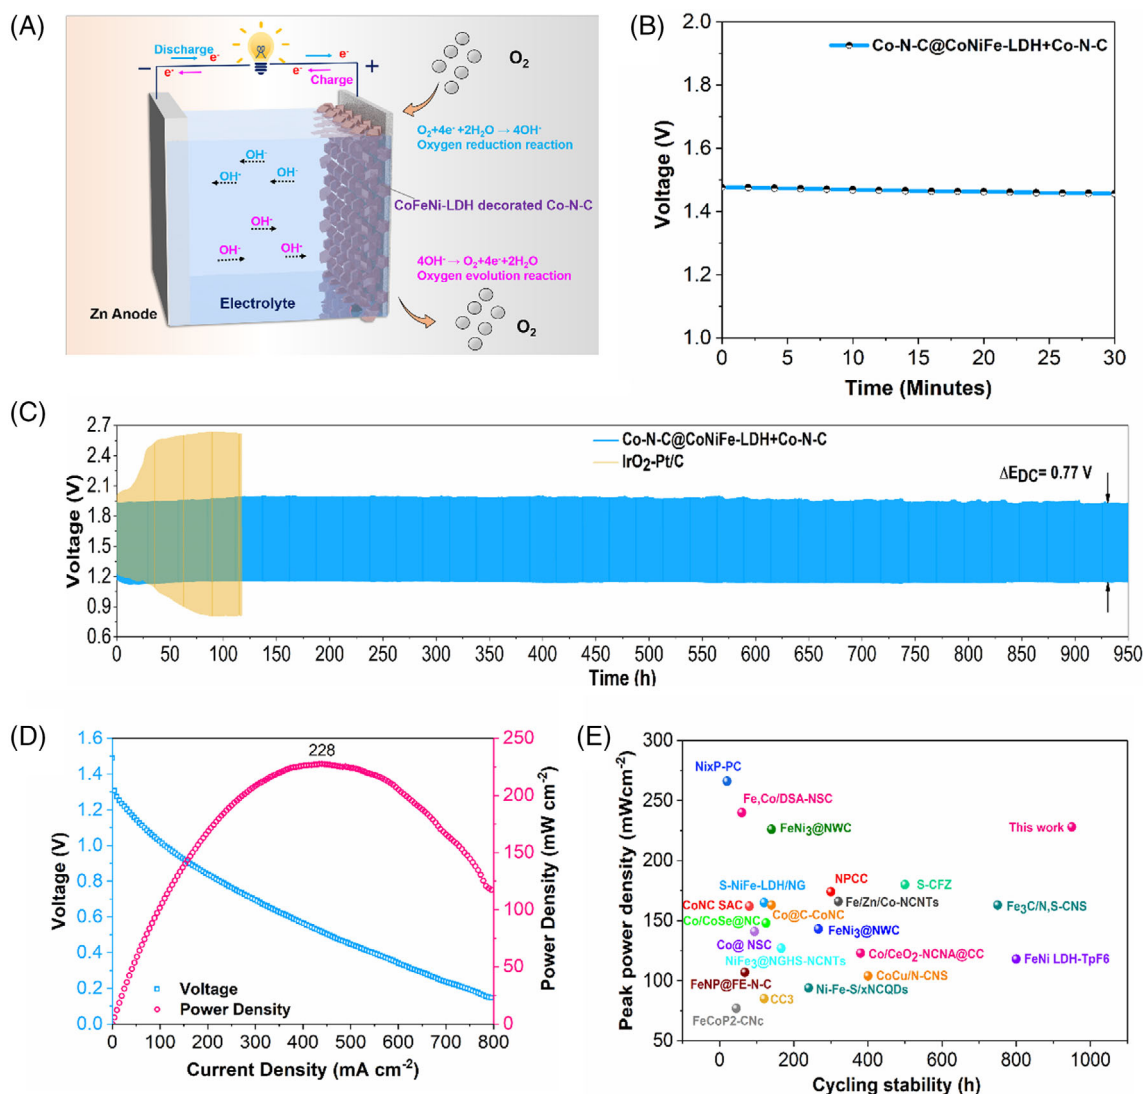 (A)
Discharge
e⁻
e⁻
e⁻
e⁻
−
+
Charge
O₂
O₂+4e⁻+2H₂O → 4OH⁻
Oxygen reduction reaction
OH⁻
OH⁻
OH⁻
CoFeNi-LDH decorated Co-N-C
OH⁻
OH⁻
OH⁻
4OH⁻→ O₂+4e⁻+2H₂O
Oxygen evolution reaction
Electrolyte
Zn Anode
O₂
(B)
Co-N-C@CoNiFe-LDH+Co-N-C
Voltage (V)
2.0
1.8
1.6
1.4
1.2
1.0
0 5 10 15 20 25 30
Time (Minutes)
(C)
Voltage (V)
2.7
2.4
2.1
1.8
1.5
1.2
0.9
0.6
Co-N-C@CoNiFe-LDH+Co-N-C
IrO₂-Pt/C
ΔE_DC= 0.77 V
0 50 100 150 200 250 300 350 400 450 500 550 600 650 700 750 800 850 900 950
Time (h)
(D)
Voltage (V)
1.6
1.4
1.2
1.0
0.8
0.6
0.4
0.2
0.0
228
Voltage
Power Density
250
200
150
100
50
0
Power Density (mW cm⁻²)
0 100 200 300 400 500 600 700 800
Current Density (mA cm⁻²)
(E)
Peak power density (mWcm⁻²)
300
250
200
150
100
50
NixP-PC
Fe,Co/DSA-NSC
FeNi₃@NWC
This work
S-NiFe-LDH/NG
NPCC
S-CFZ
CoNC SAC
Fe/Zn/Co-NCNTs
Fe₃C/N,S-CNS
Co@C-CoNC
Co/CoSe@NC
FeNi₃@NWC
Co@ NSC
NiFe₃@NGHS-NCNTs
Co/CeO₂-NCNA@CC
FeNi LDH-TpF6
FeNP@FE-N-C
CoCu/N-CNS
CC3
Ni-Fe-S/xNCQDs
FeCoP2-CNc
0 200 400 600 800 1000
Cycling stability (h)